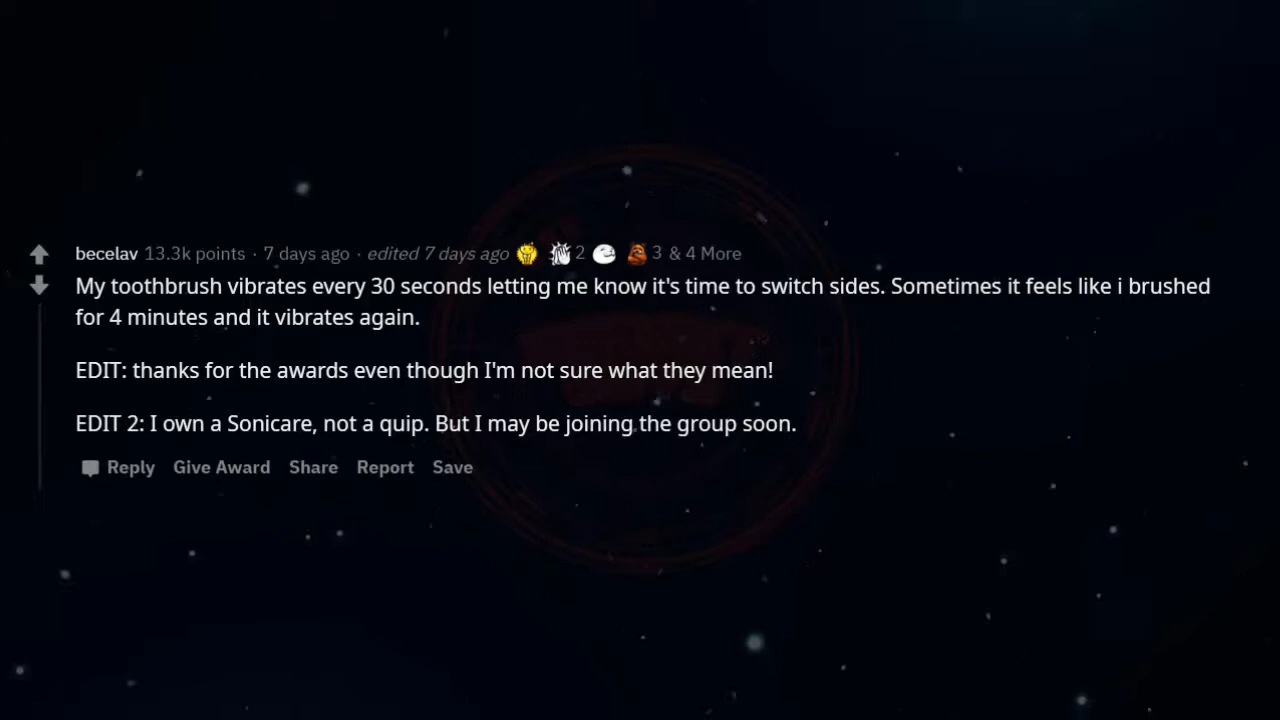 becelav 13.3k points · 7 days ago · edited 7 days ago 2 3 & 4 More
My toothbrush vibrates every 30 seconds letting me know it's time to switch sides. Sometimes it feels like i brushed
for 4 minutes and it vibrates again.
EDIT: thanks for the awards even though I'm not sure what they mean!
EDIT 2: I own a Sonicare, not a quip. But I may be joining the group soon.
Reply Give Award Share Report Save